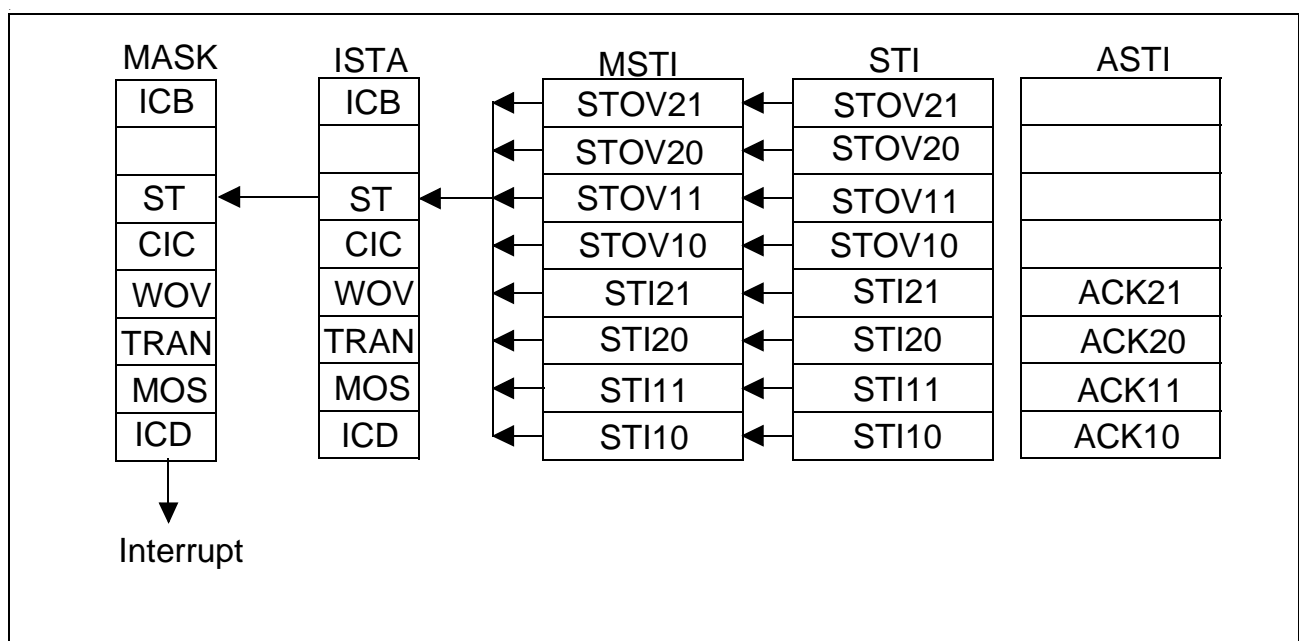 MASK ISTA MSTI STI ASTI
ICB ICB STOV21 STOV21
STOV20 STOV20
ST ST STOV11 STOV11
CIC CIC STOV10 STOV10
WOV WOV STI21 STI21 ACK21
TRAN TRAN STI20 STI20 ACK20
MOS MOS STI11 STI11 ACK11
ICD ICD STI10 STI10 ACK10
Interrupt